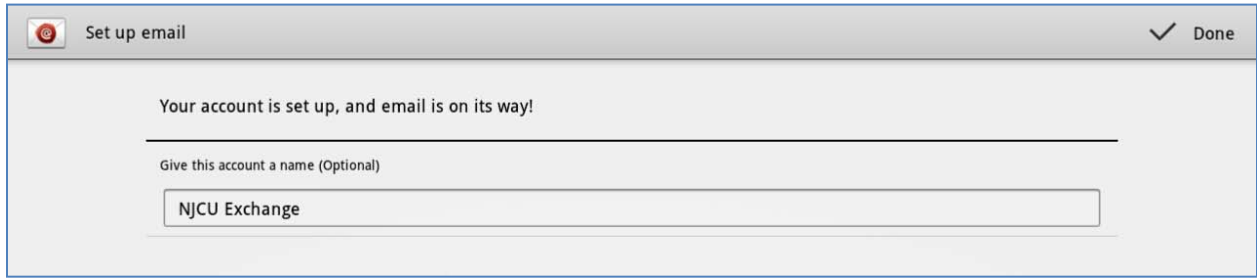 Set up email
Done
Your account is set up, and email is on its way!
Give this account a name (Optional)
NJCU Exchange